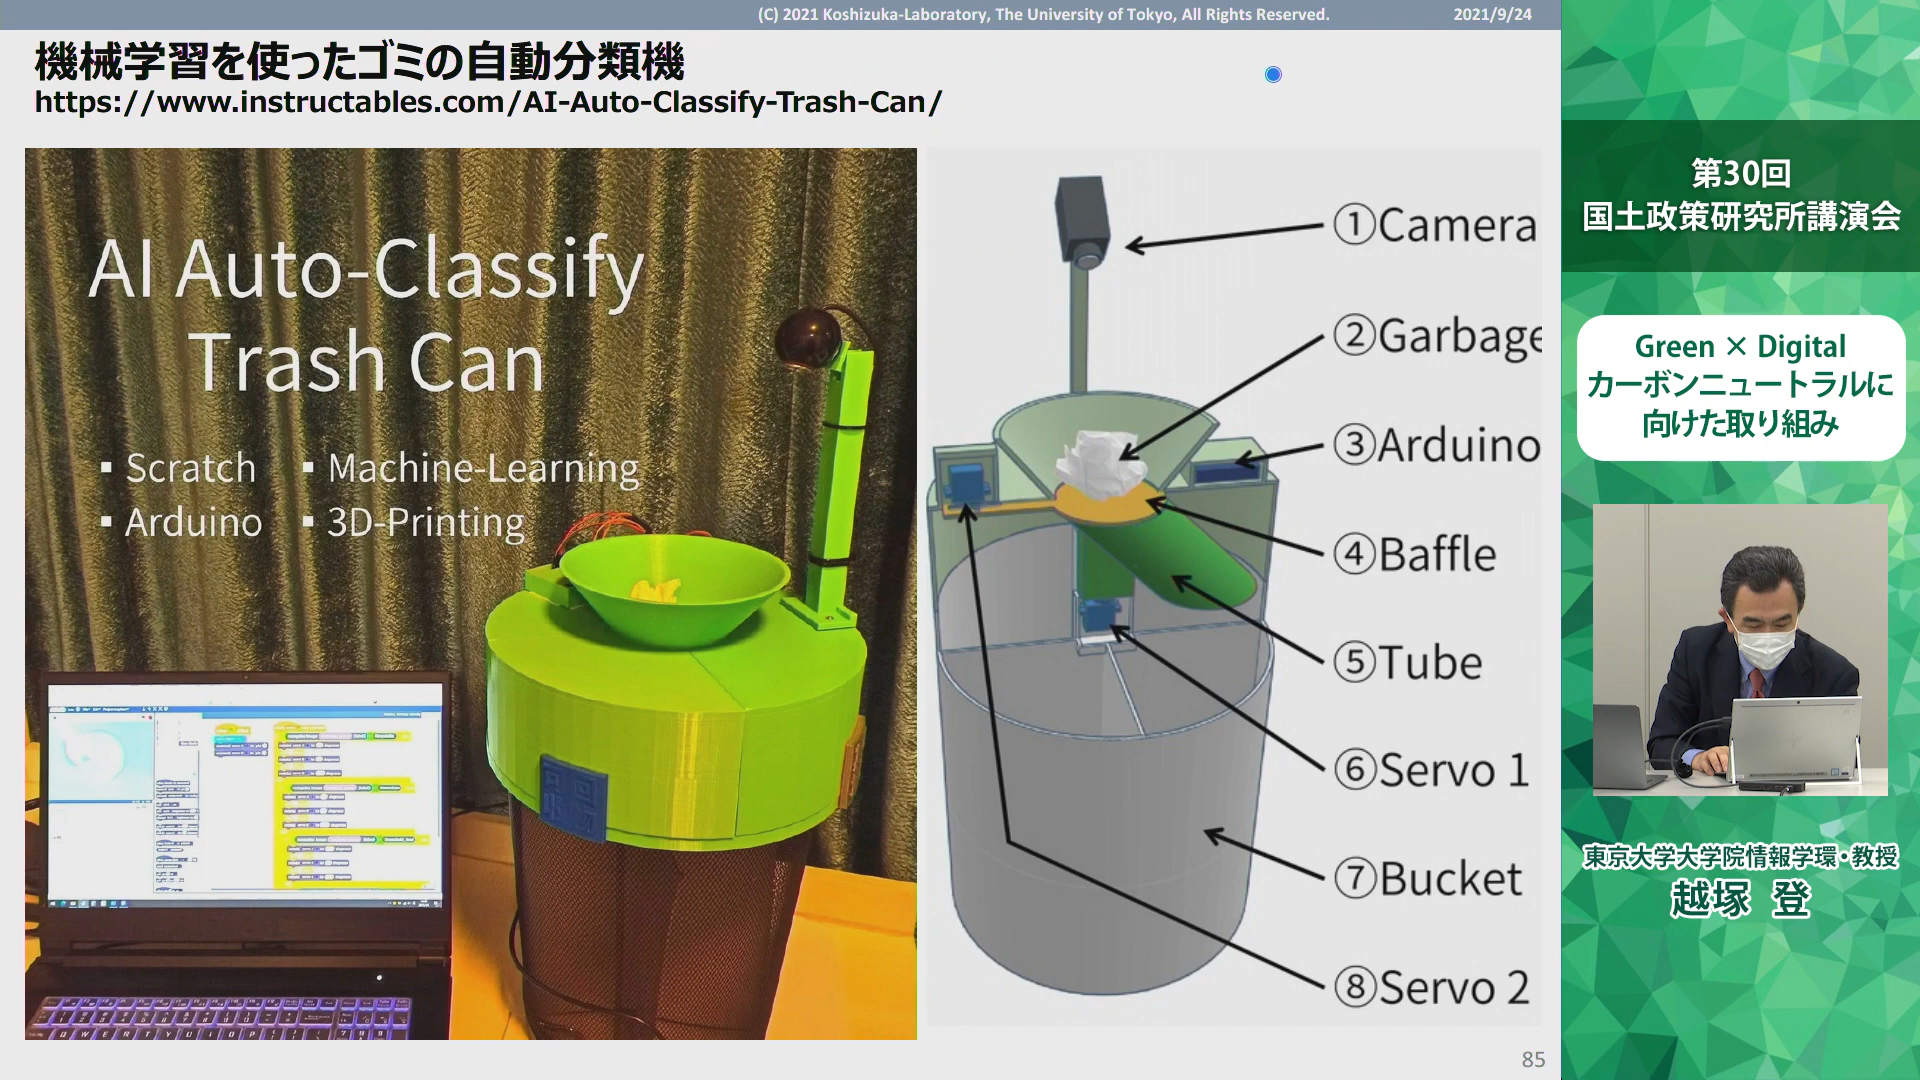 (C) 2021 Koshizuka-Laboratory, The University of Tokyo, All Rights Reserved.
2021/9/24
機械学習を使ったゴミの自動分類機
https://www.instructables.com/AI-Auto-Classify-Trash-Can/
AI Auto-Classify
Trash Can
▪ Scratch ▪ Machine-Learning
▪ Arduino ▪ 3D-Printing
①Camera
②Garbage
③Arduino
④Baffle
⑤Tube
⑥Servo 1
⑦Bucket
⑧Servo 2
85
第30回
国土政策研究所講演会
Green × Digital
カーボンニュートラルに
向けた取り組み
東京大学大学院情報学環・教授
越塚 登